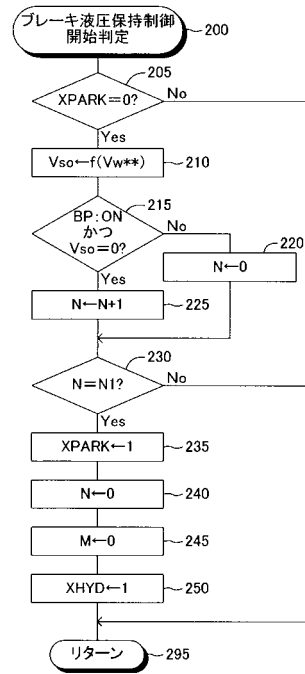 ブレーキ液圧保持制御
開始判定
200
205
XPARK=0?
No
Yes
Vso←f(Vw**)
210
215
BP:ON
かつ
Vso=0?
No
220
N←0
Yes
N←N+1
225
230
N=N1?
No
Yes
XPARK←1
235
N←0
240
M←0
245
XHYD←1
250
リターン
295